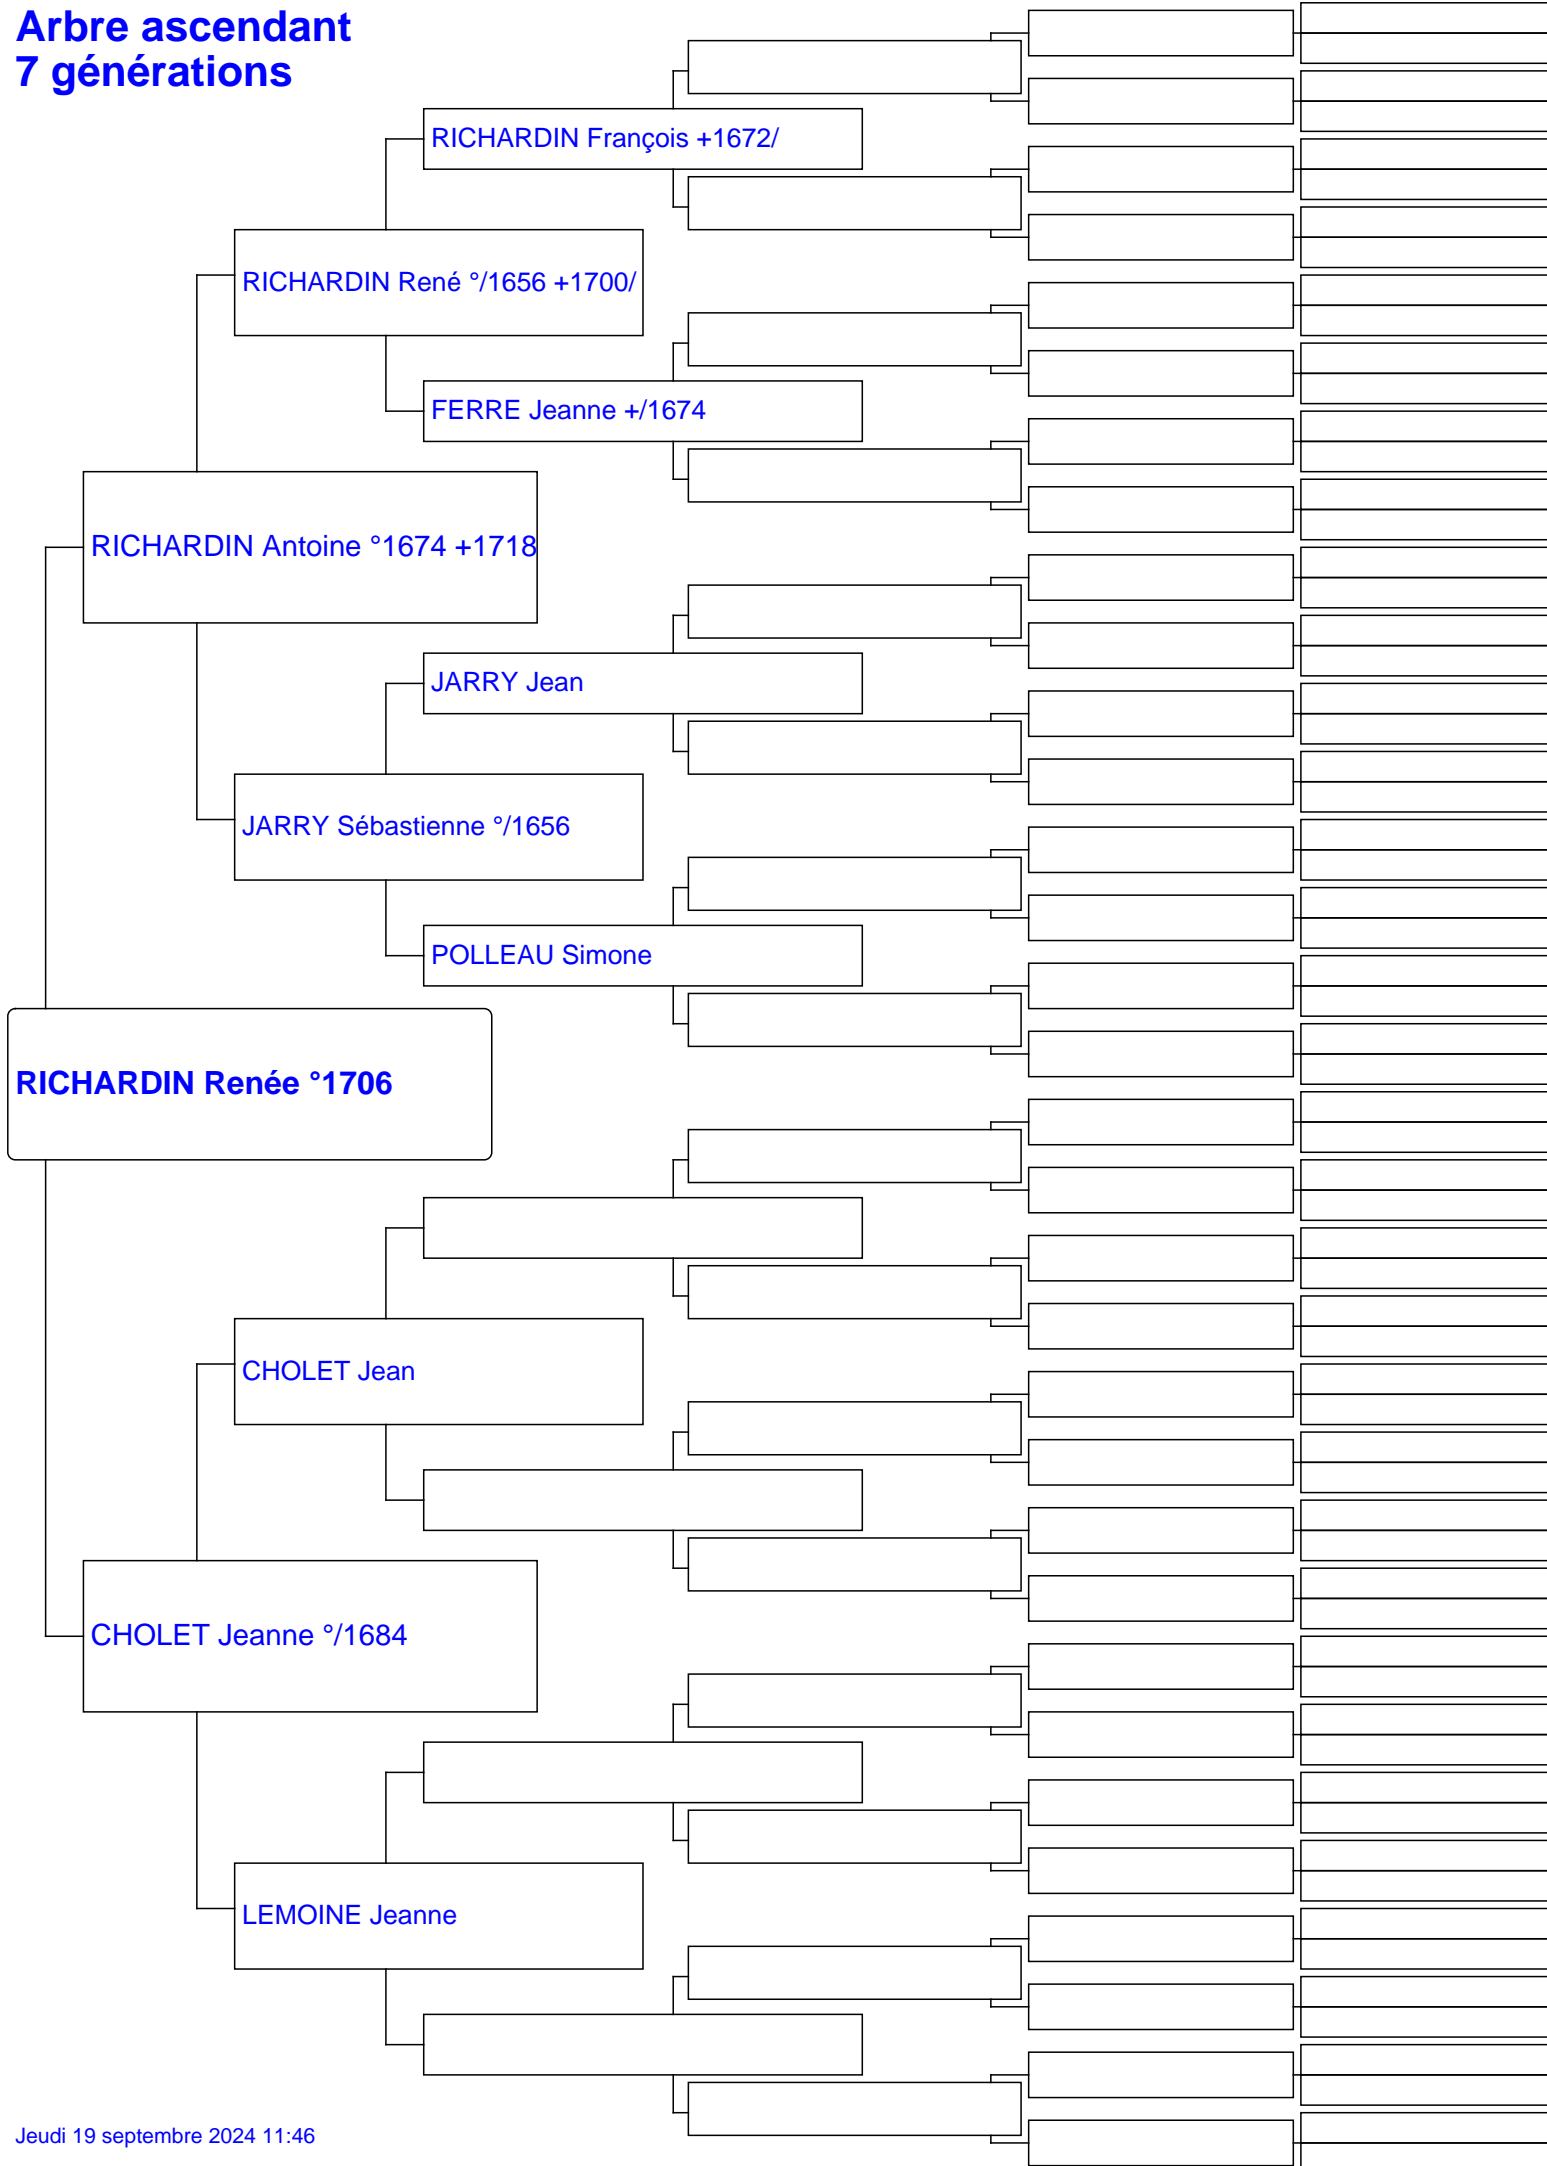 Arbre ascendant
7 générations
RICHARDIN François +1672/
RICHARDIN René °/1656 +1700/
FERRE Jeanne +/1674
RICHARDIN Antoine °1674 +1718
JARRY Jean
JARRY Sébastienne °/1656
POLLEAU Simone
RICHARDIN Renée °1706
CHOLET Jean
CHOLET Jeanne °/1684
LEMOINE Jeanne
Jeudi 19 septembre 2024 11:46